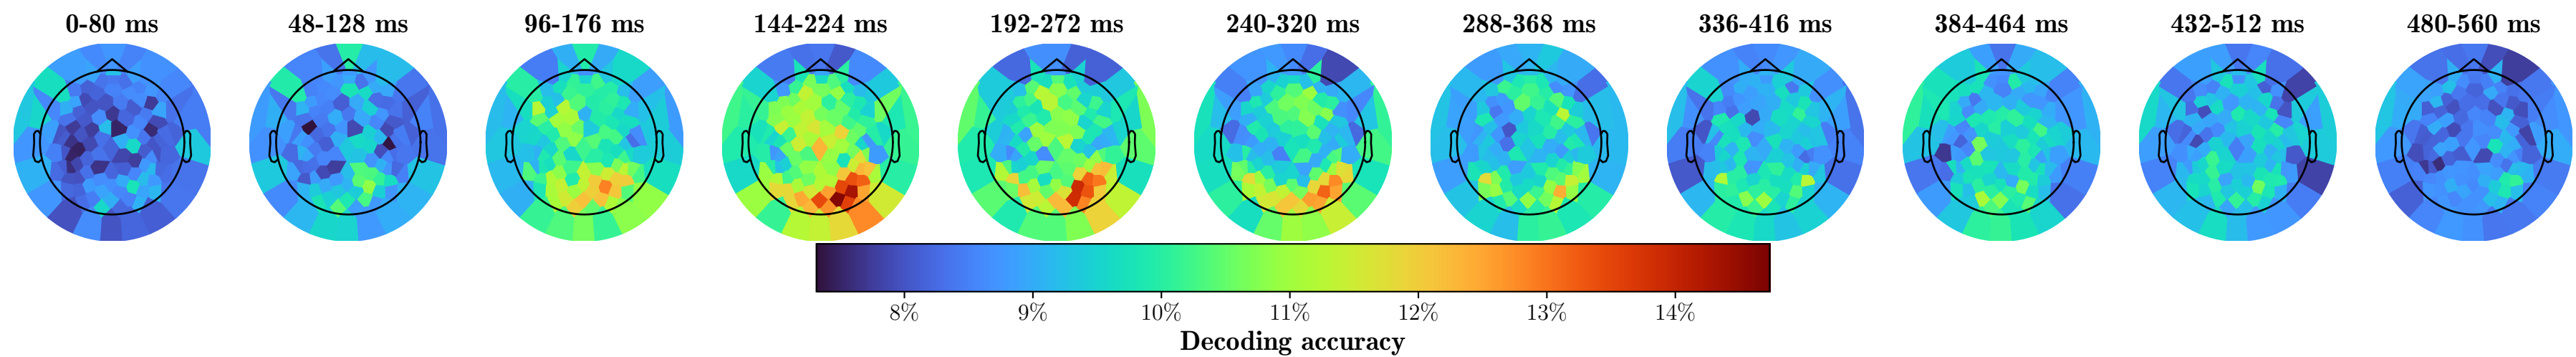 0-80 ms 48-128 ms 96-176 ms 144-224 ms 192-272 ms 240-320 ms 288-368 ms 336-416 ms 384-464 ms 432-512 ms 480-560 ms
8% 9% 10% 11% 12% 13% 14%
Decoding accuracy